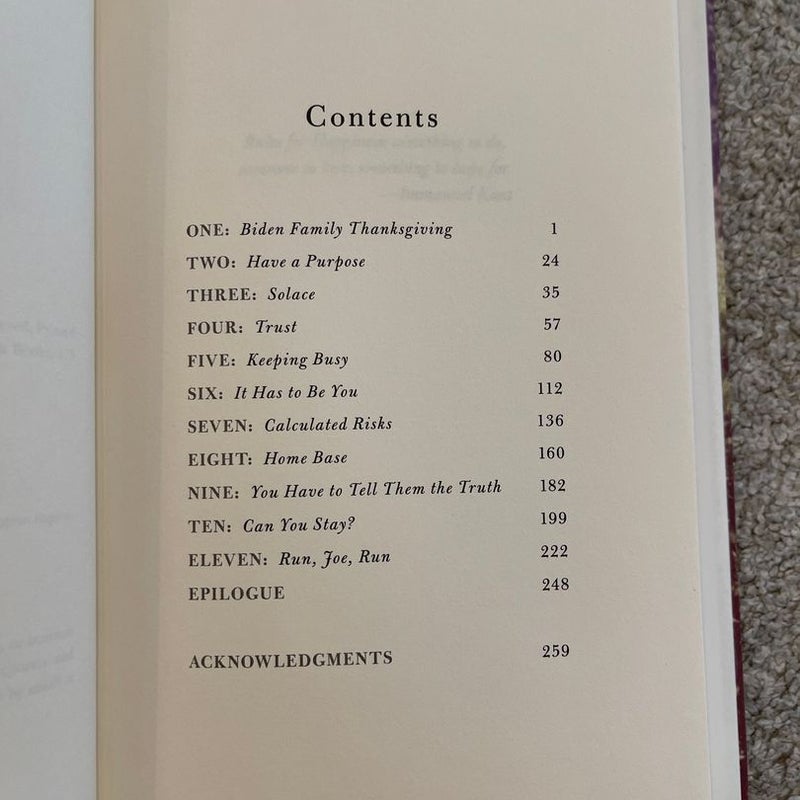 Contents
ONE: Biden Family Thanksgiving 1
TWO: Have a Purpose 24
THREE: Solace 35
FOUR: Trust 57
FIVE: Keeping Busy 80
SIX: It Has to Be You 112
SEVEN: Calculated Risks 136
EIGHT: Home Base 160
NINE: You Have to Tell Them the Truth 182
TEN: Can You Stay? 199
ELEVEN: Run, Joe, Run 222
EPILOGUE 248
ACKNOWLEDGMENTS 259